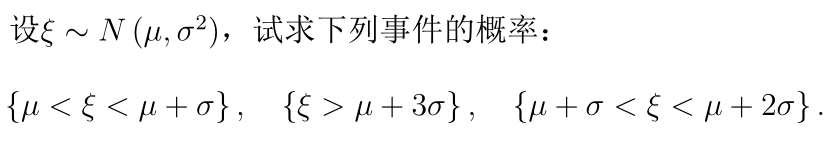 设ξ ∼ N (μ, σ²)，试求下列事件的概率：
{μ < ξ < μ + σ} , {ξ > μ + 3σ} , {μ + σ < ξ < μ + 2σ} .